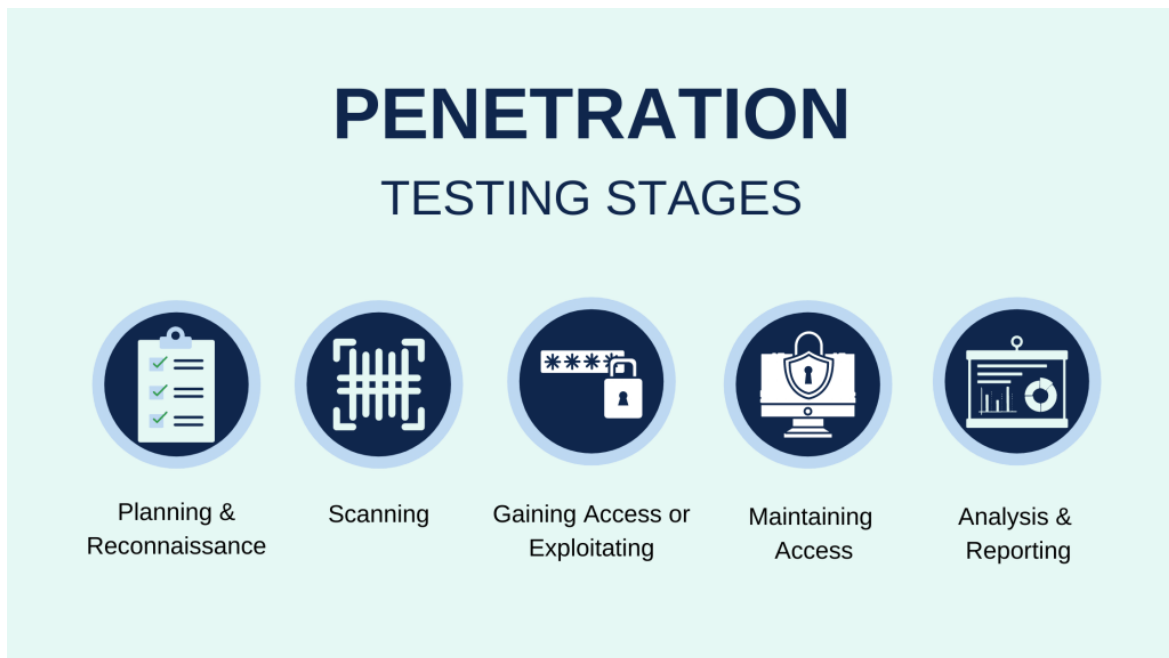 PENETRATION
TESTING STAGES
Planning &
Reconnaissance
Scanning
Gaining Access or
Exploitating
Maintaining
Access
Analysis &
Reporting